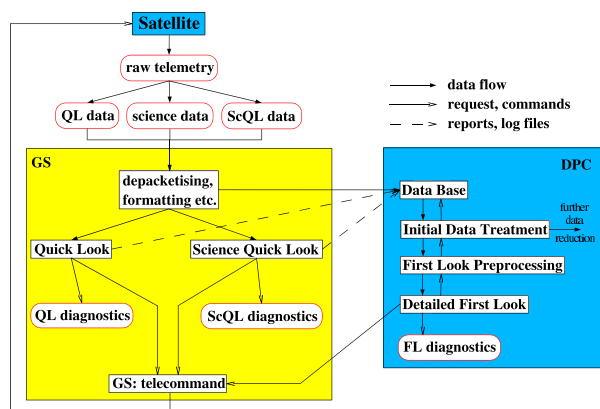 Satellite
raw telemetry
QL data
science data
ScQL data
data flow
request, commands
reports, log files
GS
DPC
depacketising,
formatting etc.
Data Base
further
data
reduction
Initial Data Treatment
Quick Look
Science Quick Look
First Look Preprocessing
Detailed First Look
QL diagnostics
ScQL diagnostics
FL diagnostics
GS: telecommand